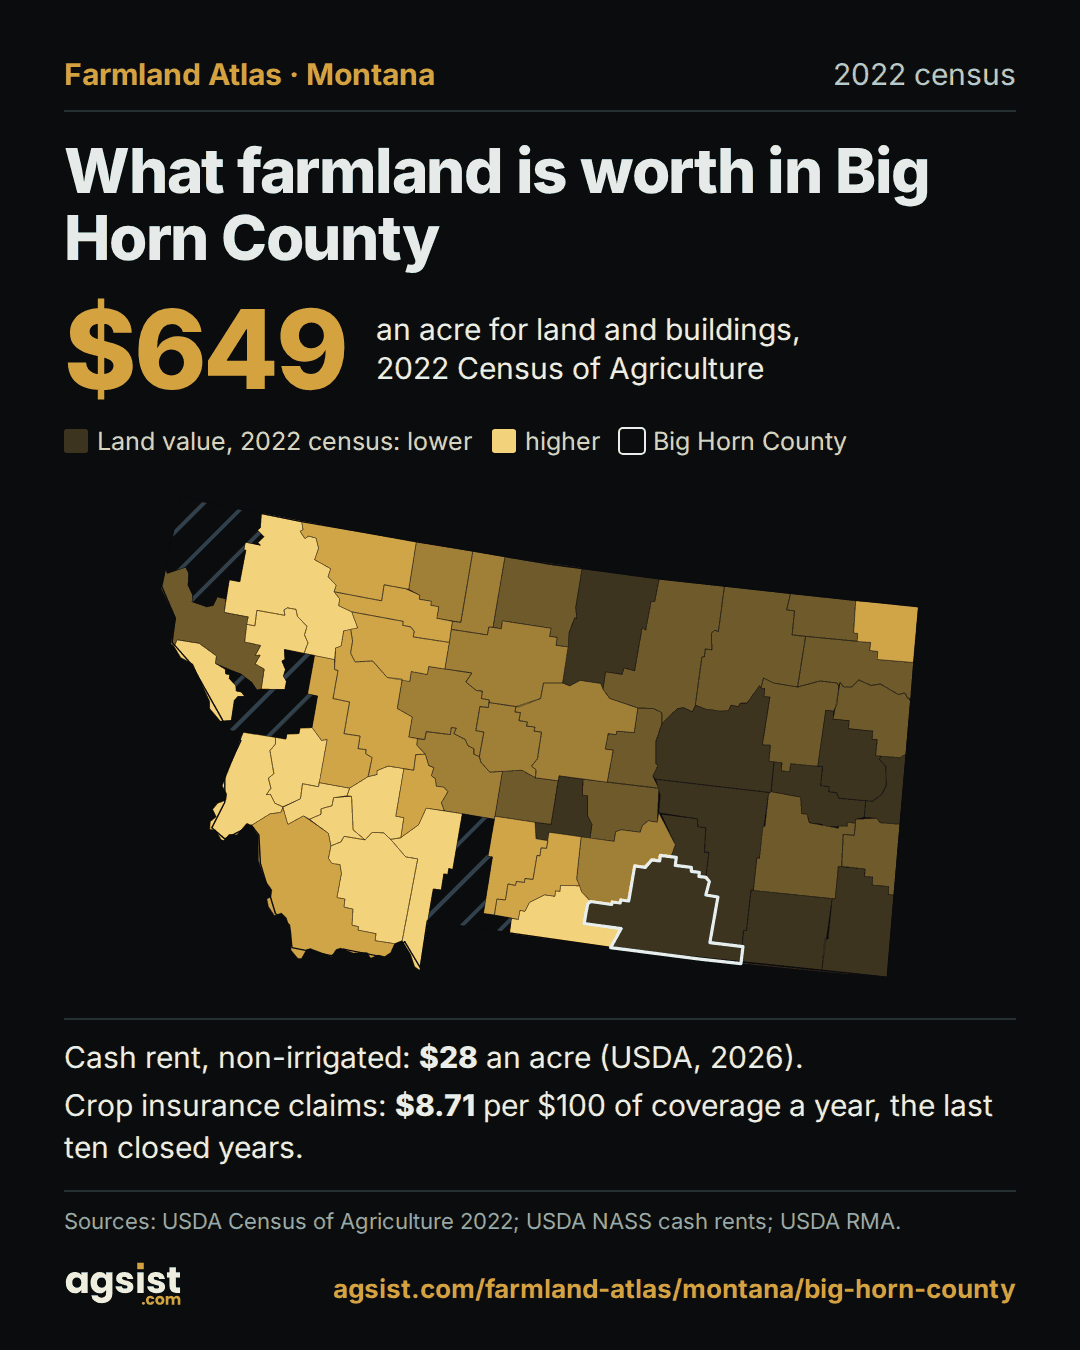 Farmland Atlas · Montana
2022 census
What farmland is worth in Big
Horn County
$649
an acre for land and buildings,
2022 Census of Agriculture
Land value, 2022 census: lower
higher
Big Horn County
Cash rent, non-irrigated: $28 an acre (USDA, 2026).
Crop insurance claims: $8.71 per $100 of coverage a year, the last
ten closed years.
Sources: USDA Census of Agriculture 2022; USDA NASS cash rents; USDA RMA.
agsist
.com
agsist.com/farmland-atlas/montana/big-horn-county